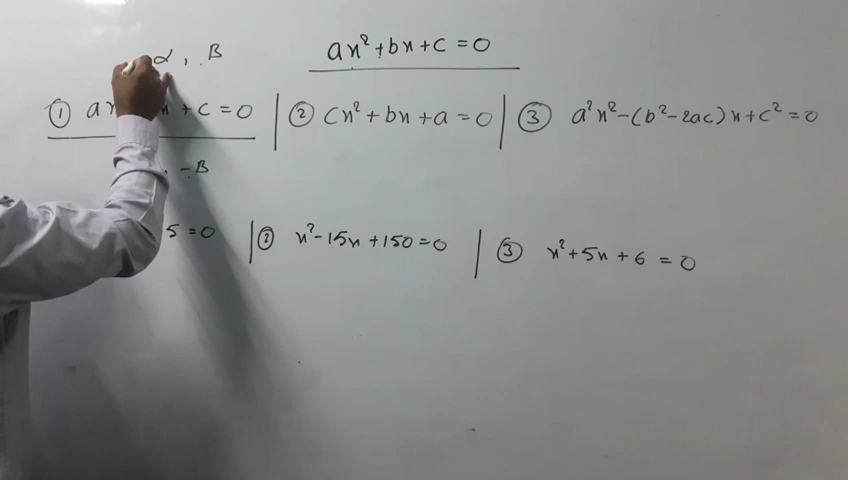 α, β
ax²+bx+c=0
① ax + c = 0 | ② cx²+bx+a=0 | ③ a²x²-(b²-2ac)x+c²=0
, -β
5=0 | ② x²-15x+150=0 | ③ x²+5x+6=0